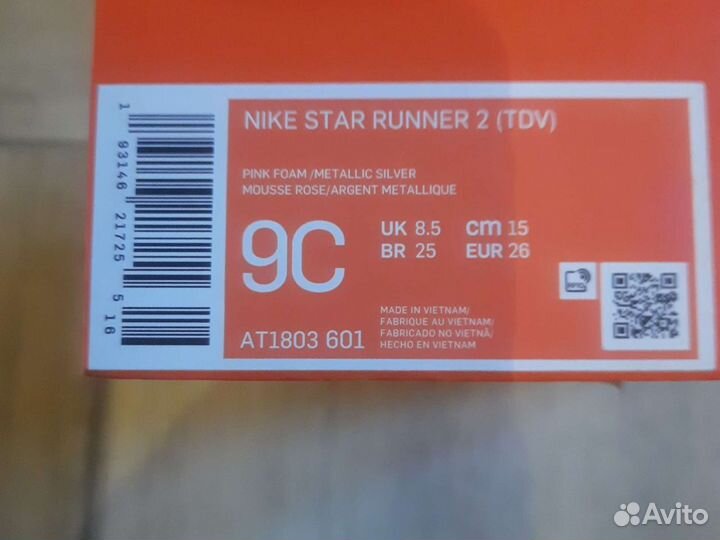 NIKE STAR RUNNER 2 (TDV)
PINK FOAM /METALLIC SILVER
MOUSSE ROSE/ARGENT METALLIQUE
9C
UK 8.5 cm 15
BR 25 EUR 26
AT1803 601
MADE IN VIETNAM/
FABRIQUE AU VIETNAM/
FABRICADO NO VIETNÃ/
HECHO EN VIETNAM
1 93146 21725 5 16
Avito